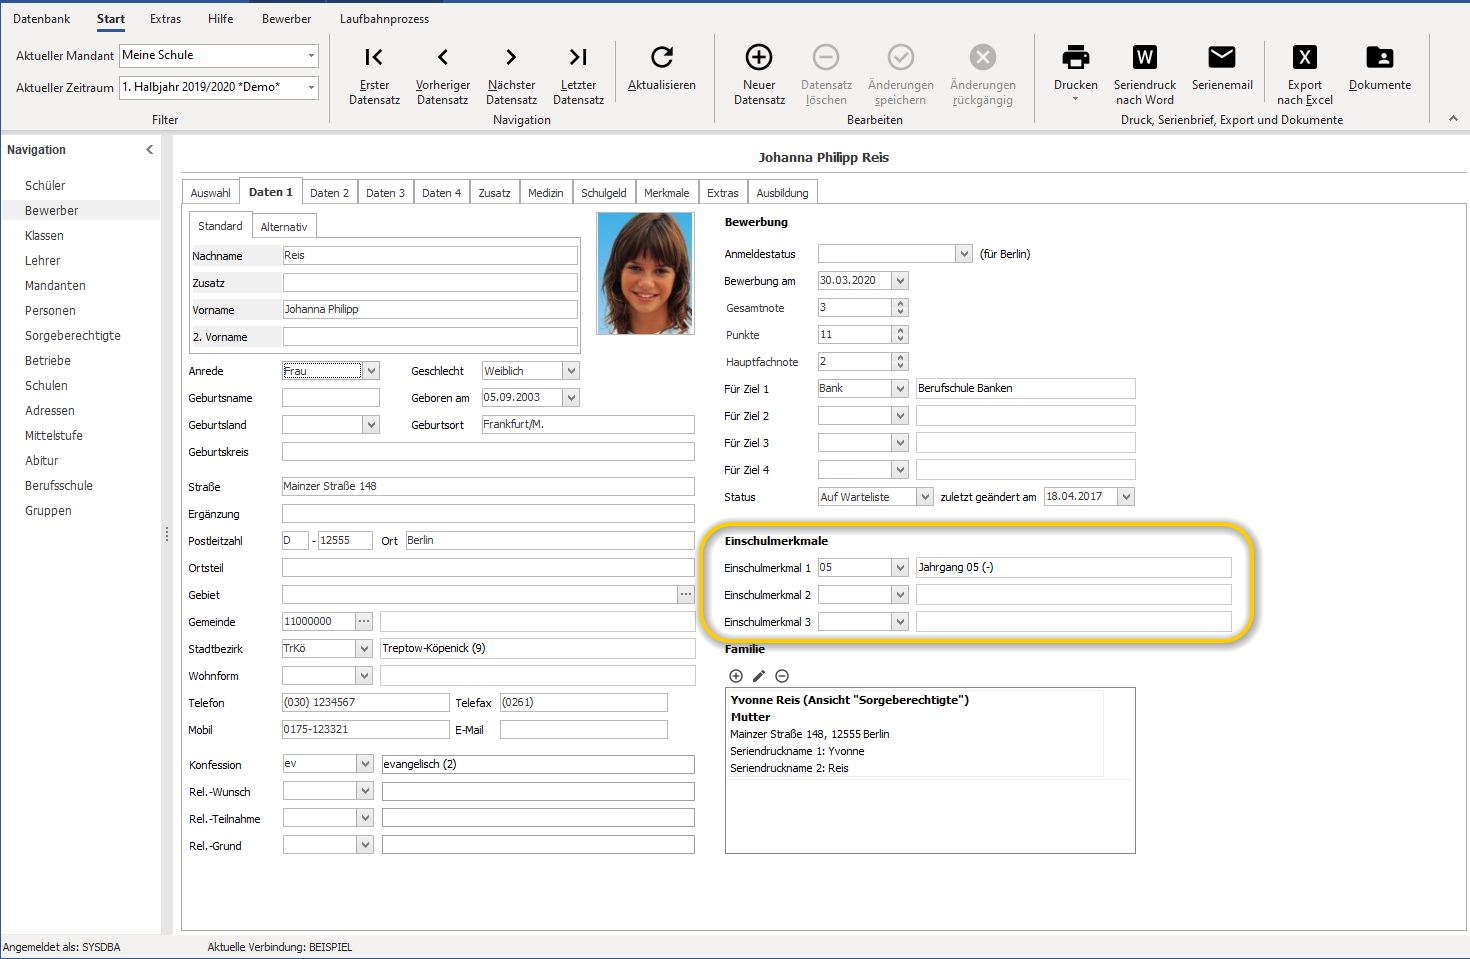 Datenbank Start Extras Hilfe Bewerber Laufbahnprozess
Aktueller Mandant Meine Schule
Aktueller Zeitraum 1. Halbjahr 2019/2020 *Demo*
Filter
Erster Datensatz
Vorheriger Datensatz
Nächster Datensatz
Letzter Datensatz
Aktualisieren
Navigation
Neuer Datensatz
Datensatz löschen
Änderungen speichern
Änderungen rückgängig
Bearbeiten
Drucken
W
Seriendruck nach Word
Serienemail
X
Export nach Excel
Dokumente
Druck, Serienbrief, Export und Dokumente
Navigation
Schüler
Bewerber
Klassen
Lehrer
Mandanten
Personen
Sorgeberechtigte
Betriebe
Schulen
Adressen
Mittelstufe
Abitur
Berufsschule
Gruppen
Johanna Philipp Reis
Auswahl Daten 1 Daten 2 Daten 3 Daten 4 Zusatz Medizin Schulgeld Merkmale Extras Ausbildung
Standard Alternativ
Nachname Reis
Zusatz
Vorname Johanna Philipp
2. Vorname
Anrede Frau Geschlecht Weiblich
Geburtsname Geboren am 05.09.2003
Geburtsland Geburtsort Frankfurt/M.
Geburtskreis
Straße Mainzer Straße 148
Ergänzung
Postleitzahl D - 12555 Ort Berlin
Ortsteil
Gebiet ...
Gemeinde 11000000 ...
Stadtbezirk TrKö Treptow-Köpenick (9)
Wohnform
Telefon (030) 1234567 Telefax (0261)
Mobil 0175-123321 E-Mail
Konfession ev evangelisch (2)
Rel.-Wunsch
Rel.-Teilnahme
Rel.-Grund
Bewerbung
Anmeldestatus (für Berlin)
Bewerbung am 30.03.2020
Gesamtnote 3
Punkte 11
Hauptfachnote 2
Für Ziel 1 Bank Berufschule Banken
Für Ziel 2
Für Ziel 3
Für Ziel 4
Status Auf Warteliste zuletzt geändert am 18.04.2017
Einschulmerkmale
Einschulmerkmal 1 05 Jahrgang 05 (-)
Einschulmerkmal 2
Einschulmerkmal 3
Familie
Yvonne Reis (Ansicht "Sorgeberechtigte")
Mutter
Mainzer Straße 148, 12555 Berlin
Seriendruckname 1: Yvonne
Seriendruckname 2: Reis
Angemeldet als: SYSDBA Aktuelle Verbindung: BEISPIEL